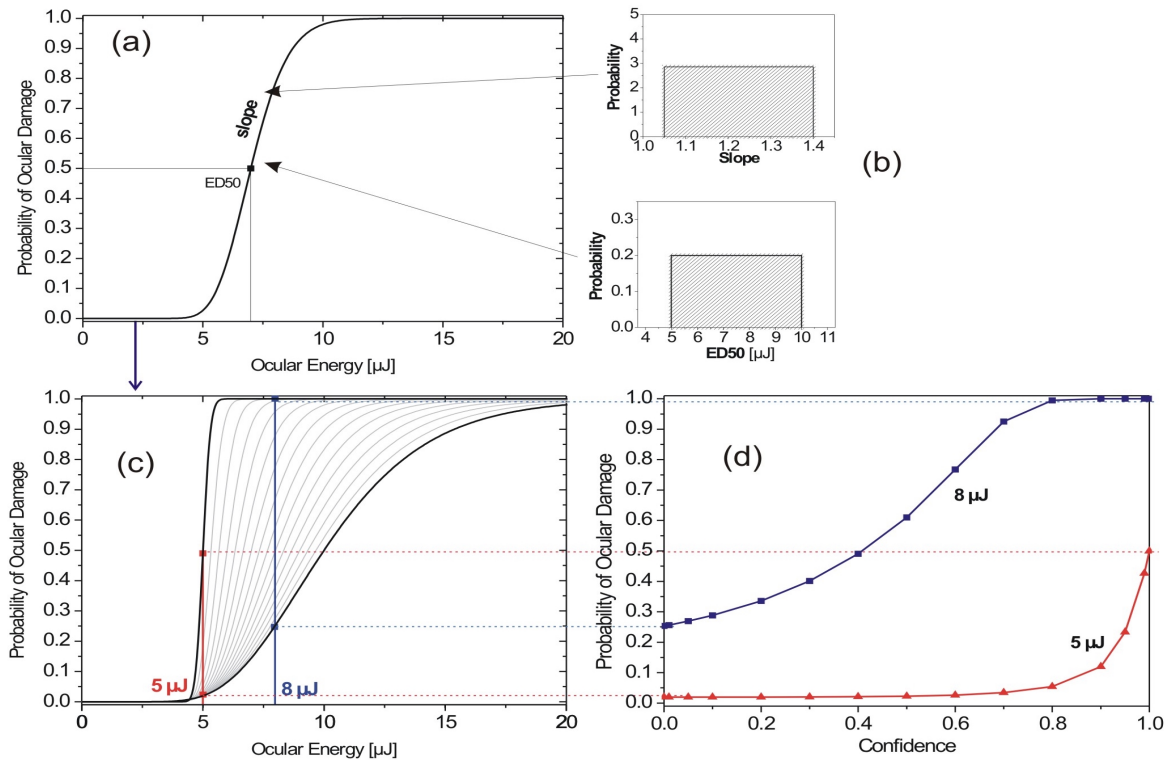 (a)
Probability of Ocular Damage
1.0
0.9
0.8
0.7
0.6
0.5
0.4
0.3
0.2
0.1
0.0
slope
ED50
0 5 10 15 20
Ocular Energy [µJ]
Probability
5
4
3
2
1
0
1.0 1.1 1.2 1.3 1.4
Slope
(b)
Probability
0.3
0.2
0.1
0.0
4 5 6 7 8 9 10 11
ED50 [µJ]
(c)
Probability of Ocular Damage
1.0
0.9
0.8
0.7
0.6
0.5
0.4
0.3
0.2
0.1
0.0
5 µJ
8 µJ
0 5 10 15 20
Ocular Energy [µJ]
(d)
Probability of Ocular Damage
1.0
0.9
0.8
0.7
0.6
0.5
0.4
0.3
0.2
0.1
0.0
8 µJ
5 µJ
0.0 0.2 0.4 0.6 0.8 1.0
Confidence